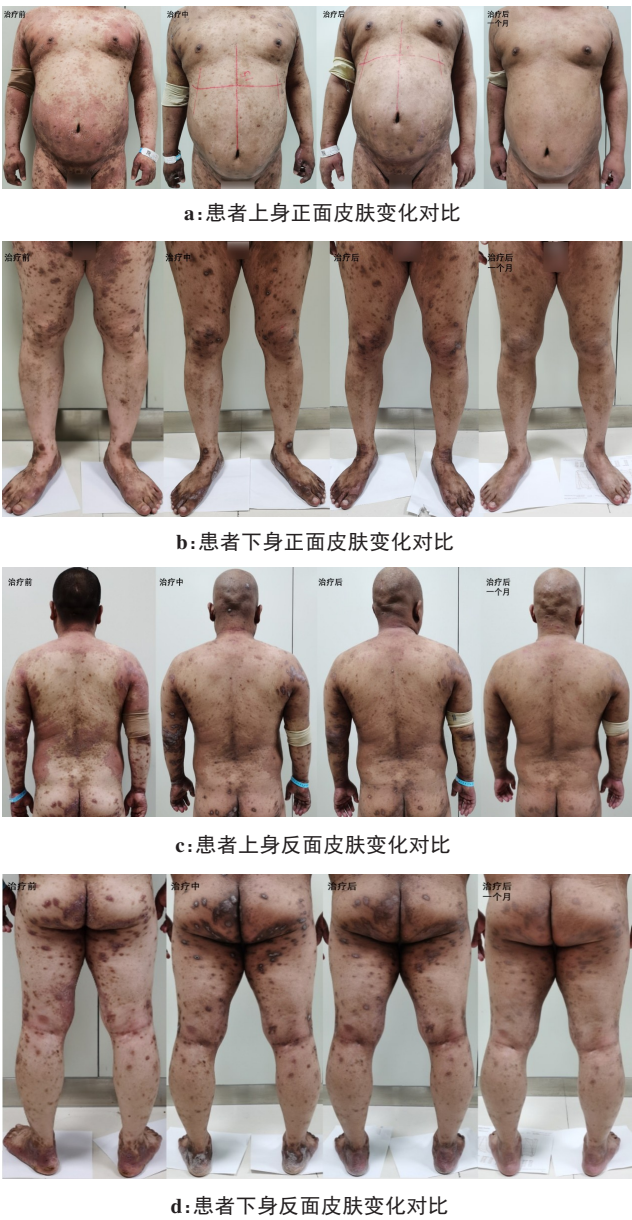 治疗前
治疗中
治疗后
治疗后
一个月
a:患者上身正面皮肤变化对比
治疗前
治疗中
治疗后
治疗后
一个月
b:患者下身正面皮肤变化对比
治疗前
治疗中
治疗后
治疗后
一个月
c:患者上身反面皮肤变化对比
治疗前
治疗中
治疗后
治疗后
一个月
d:患者下身反面皮肤变化对比